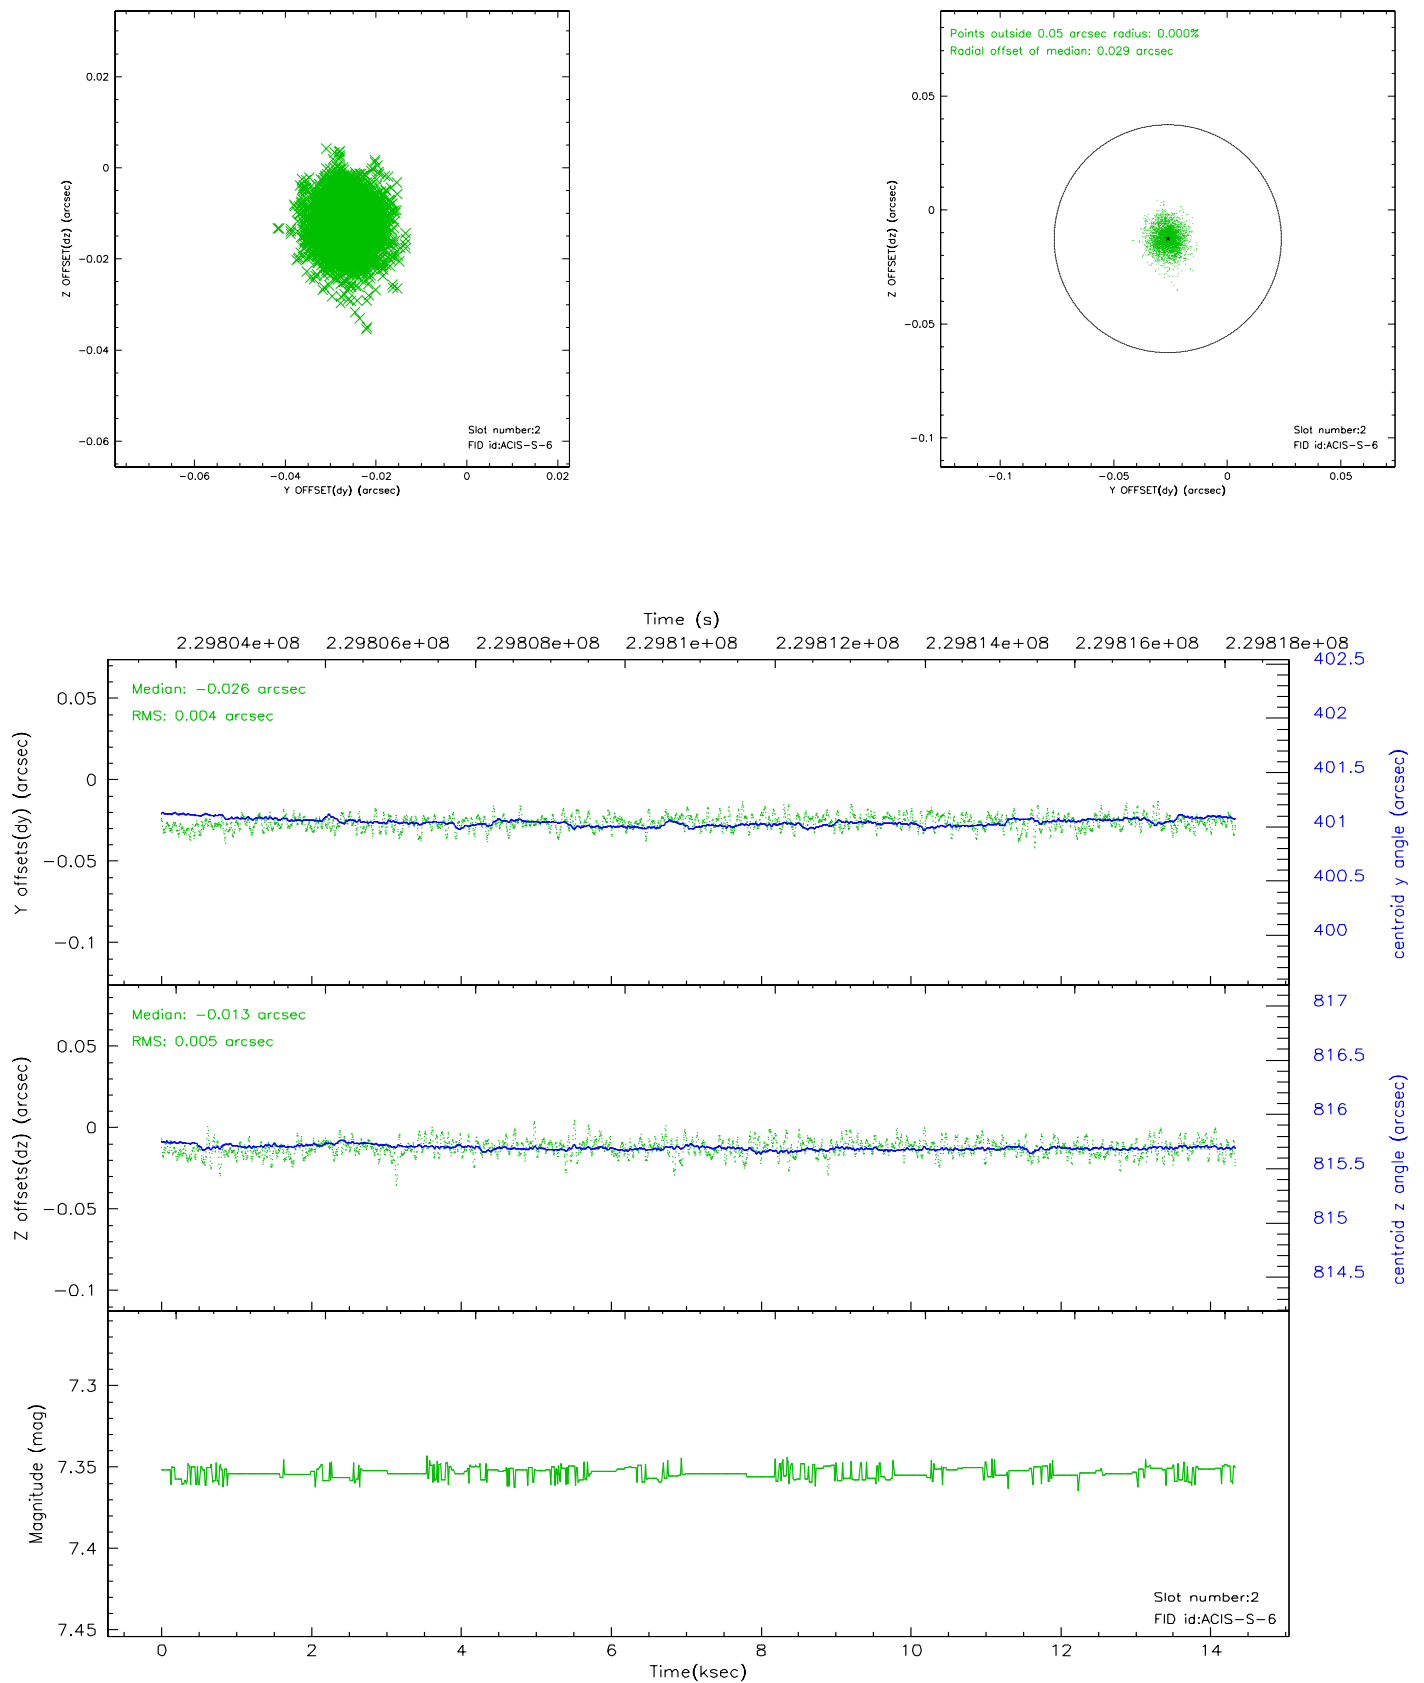 0.02
0
-0.02
-0.04
-0.06
Z OFFSET(dz) (arcsec)
Slot number:2
FID id:ACIS-S-6
-0.06 -0.04 -0.02 0 0.02
Y OFFSET(dy) (arcsec)
Points outside 0.05 arcsec radius: 0.000%
Radial offset of median: 0.029 arcsec
0.05
0
-0.05
-0.1
Z OFFSET(dz) (arcsec)
Slot number:2
FID id:ACIS-S-6
-0.1 -0.05 0 0.05
Y OFFSET(dy) (arcsec)
Time (s)
2.29804e+08 2.29806e+08 2.29808e+08 2.2981e+08 2.29812e+08 2.29814e+08 2.29816e+08 2.29818e+08
Median: -0.026 arcsec
RMS: 0.004 arcsec
0.05
0
-0.05
-0.1
Y offsets(dy) (arcsec)
402.5
402
401.5
401
400.5
400
centroid y angle (arcsec)
Median: -0.013 arcsec
RMS: 0.005 arcsec
0.05
0
-0.05
-0.1
Z offsets(dz) (arcsec)
817
816.5
816
815.5
815
814.5
centroid z angle (arcsec)
7.3
7.35
7.4
7.45
Magnitude (mag)
Slot number:2
FID id:ACIS-S-6
0 2 4 6 8 10 12 14
Time(ksec)